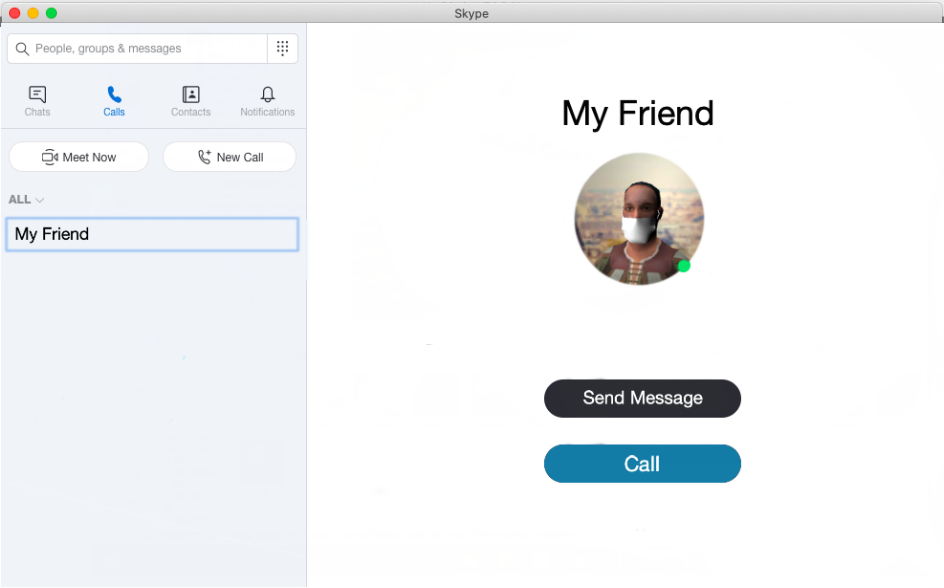 Skype
People, groups & messages
Chats
Calls
Contacts
Notifications
Meet Now
New Call
ALL
My Friend
My Friend
Send Message
Call